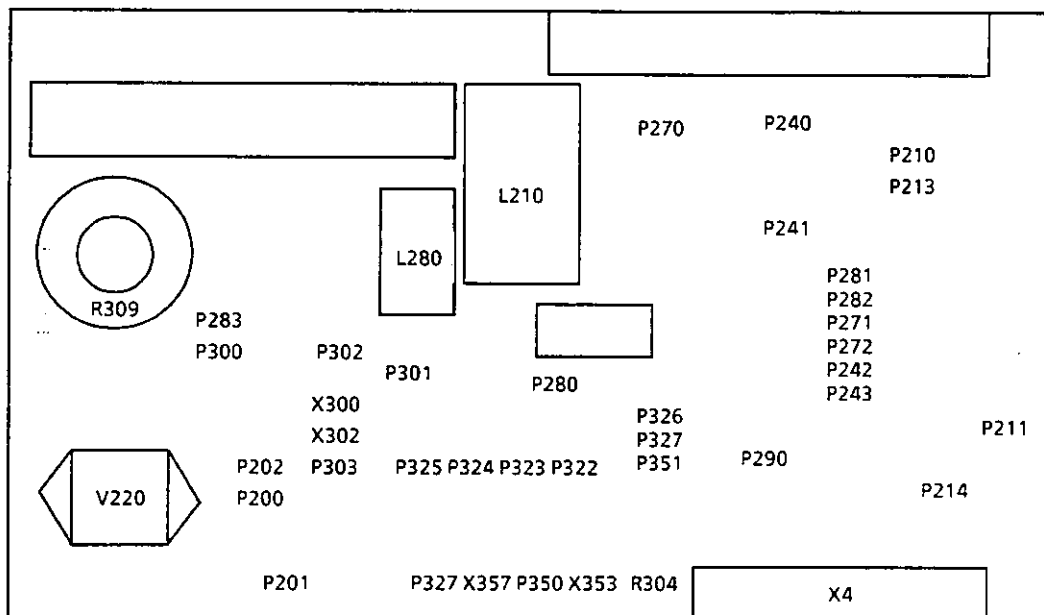 P270 P240
P210
P213
L210
P241
L280
P281
P282
R309
P283
P271
P300 P302
P272
P301
P242
P280
P243
X300
P326
P211
X302
P327
P202 P303 P325 P324 P323 P322 P351 P290
V220 P200
P214
P201 P327 X357 P350 X353 R304 X4